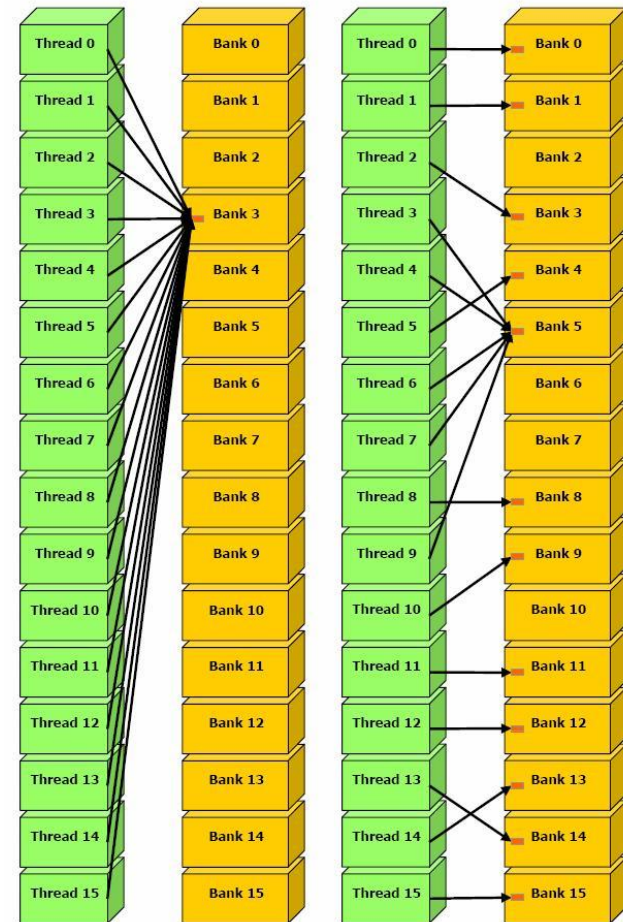 Thread 0 Bank 0 Thread 0 Bank 0
Thread 1 Bank 1 Thread 1 Bank 1
Thread 2 Bank 2 Thread 2 Bank 2
Thread 3 Bank 3 Thread 3 Bank 3
Thread 4 Bank 4 Thread 4 Bank 4
Thread 5 Bank 5 Thread 5 Bank 5
Thread 6 Bank 6 Thread 6 Bank 6
Thread 7 Bank 7 Thread 7 Bank 7
Thread 8 Bank 8 Thread 8 Bank 8
Thread 9 Bank 9 Thread 9 Bank 9
Thread 10 Bank 10 Thread 10 Bank 10
Thread 11 Bank 11 Thread 11 Bank 11
Thread 12 Bank 12 Thread 12 Bank 12
Thread 13 Bank 13 Thread 13 Bank 13
Thread 14 Bank 14 Thread 14 Bank 14
Thread 15 Bank 15 Thread 15 Bank 15